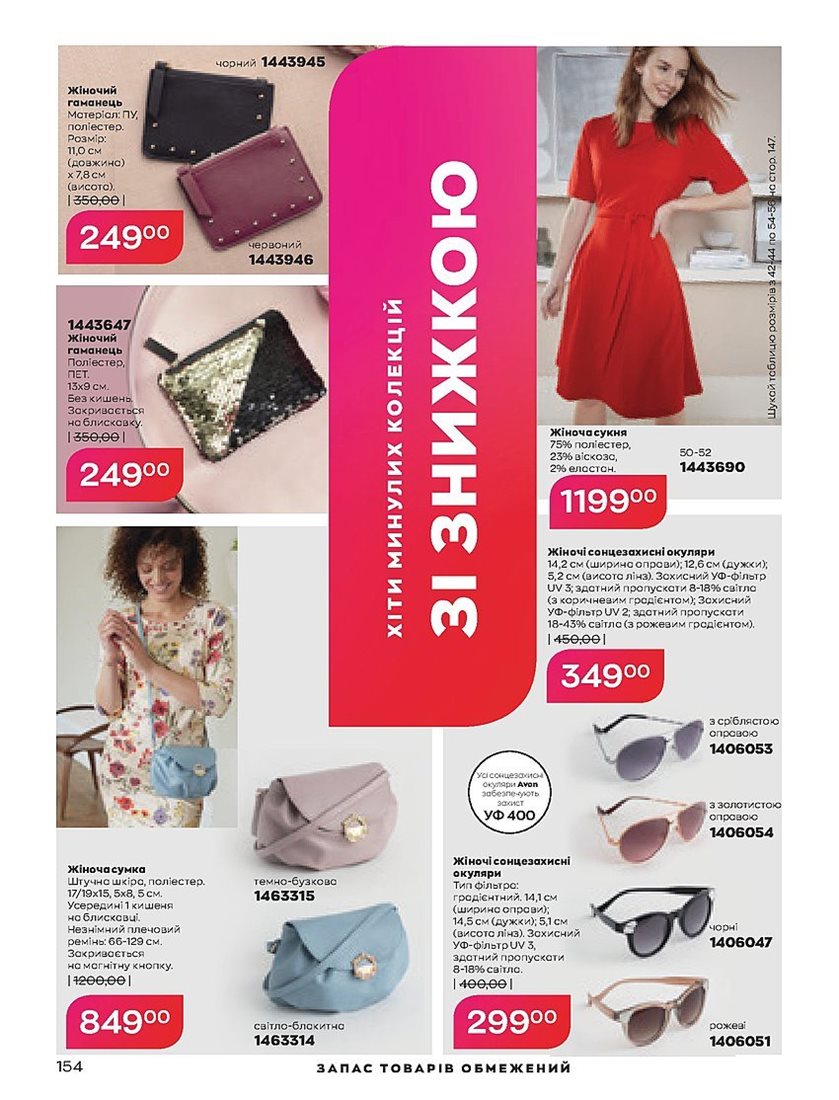 чорний 1443945
Жіночий
гаманець
Матеріал: ПУ,
поліестер.
Розмір:
11,0 см
(довжина)
х 7,8 см
(висота).
| 350,00 |
249⁰⁰
червоний
1443946
1443647
Жіночий
гаманець
Поліестер,
ПЕТ.
13х9 см.
Без кишень.
Закривається
на блискавку.
| 350,00 |
249⁰⁰
ХІТИ МИНУЛИХ КОЛЕКЦІЙ
ЗІ ЗНИЖКОЮ
Шукай таблицю розмірів з 42-44 по 54-56 на стор. 147.
Жіноча сукня
75% поліестер,
23% віскоза,
2% еластан.
50-52
1443690
1199⁰⁰
Жіночі сонцезахисні окуляри
14,2 см (ширина оправи); 12,6 см (дужки);
5,2 см (висота лінз). Захисний УФ-фільтр
UV 3; здатний пропускати 8-18% світла
(з коричневим градієнтом); Захисний
УФ-фільтр UV 2; здатний пропускати
18-43% світла (з рожевим градієнтом).
| 450,00 |
349⁰⁰
з сріблястою
оправою
1406053
з золотистою
оправою
1406054
Усі сонцезахисні
окуляри Avon
забезпечують
захист
УФ 400
Жіночі сонцезахисні
окуляри
Тип фільтра:
градієнтний. 14,1 см
(ширина оправи);
14,5 см (дужки); 5,1 см
(висота лінз). Захисний
УФ-фільтр UV 3,
здатний пропускати
8-18% світла.
| 400,00 |
299⁰⁰
чорні
1406047
рожеві
1406051
Жіноча сумка
Штучна шкіра, поліестер.
17/19х15, 5х8, 5 см.
Усередині 1 кишеня
на блискавці.
Незнімний плечовий
ремінь: 66-129 см.
Закривається
на магнітну кнопку.
| 1200,00 |
849⁰⁰
темно-бузкова
1463315
світло-блакитна
1463314
154
ЗАПАС ТОВАРІВ ОБМЕЖЕНИЙ